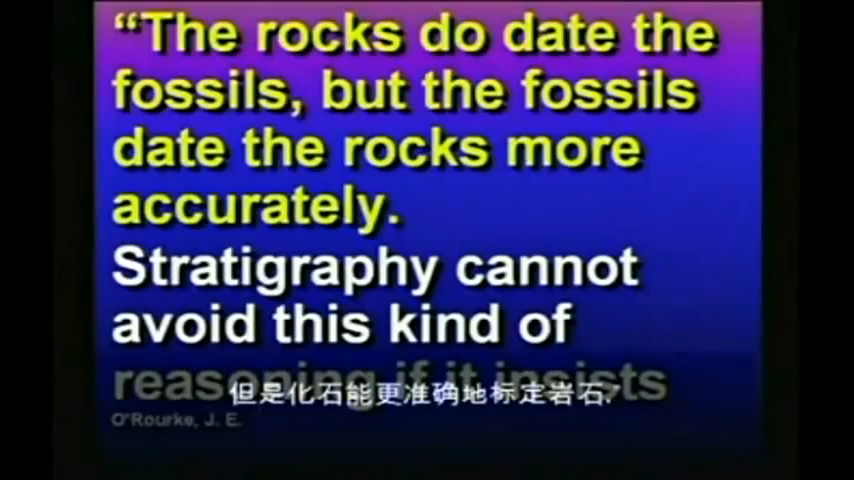 “The rocks do date the
fossils, but the fossils
date the rocks more
accurately.
Stratigraphy cannot
avoid this kind of
reasoning if it insists
但是化石能更准确地标定岩石."
O'Rourke, J. E.